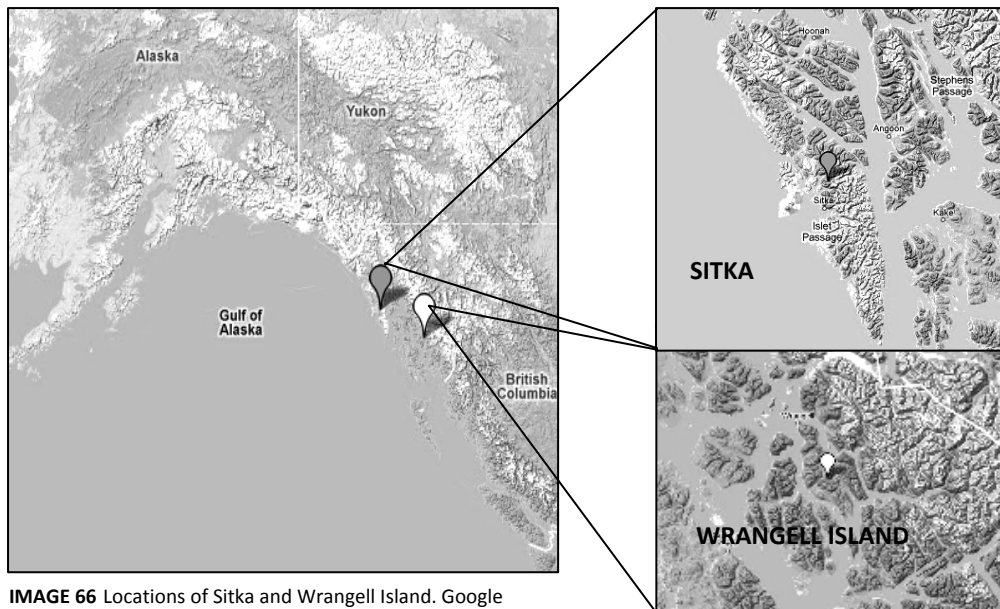 Alaska
Yukon
Gulf of
Alaska
British
Columbia
Hoonah
Stephens
Passage
Angoon
Sitka
Kake
Islet
Passage
SITKA
WRANGELL ISLAND
IMAGE 66 Locations of Sitka and Wrangell Island. Google